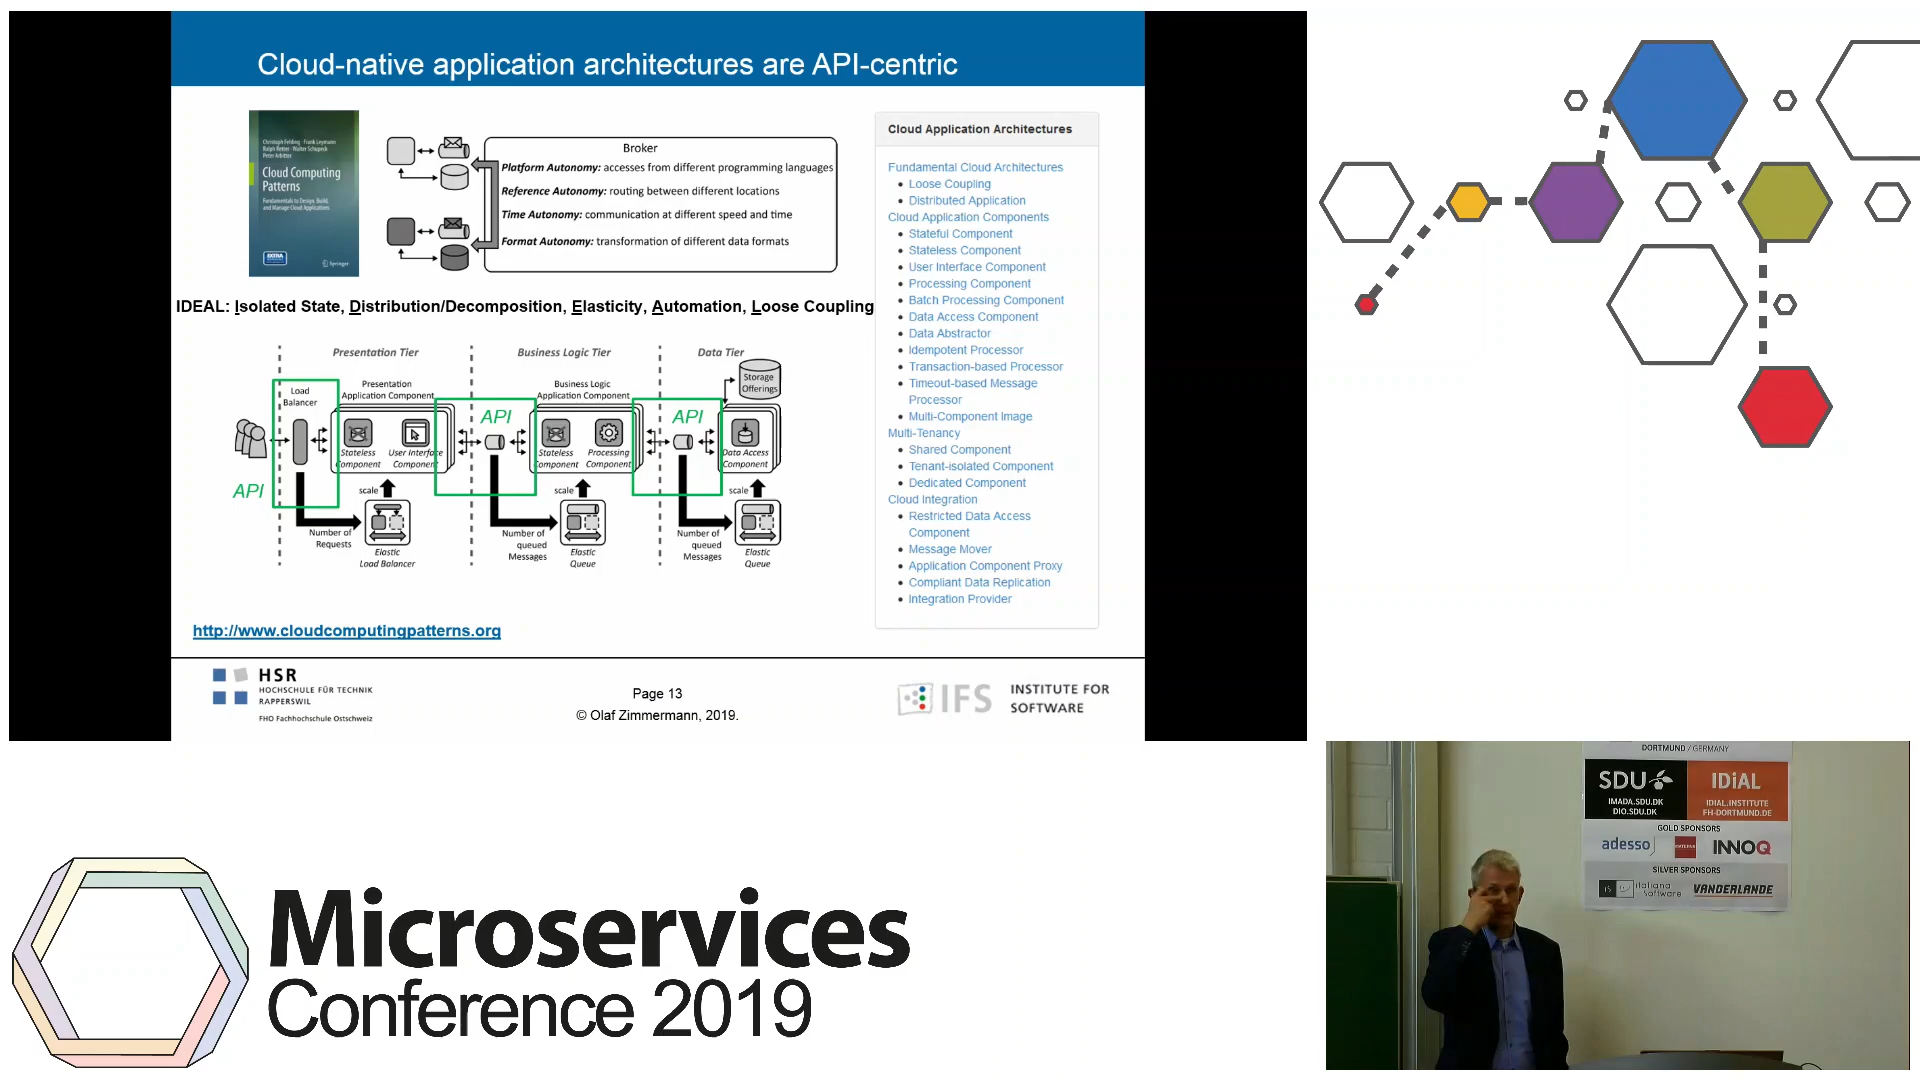 Cloud-native application architectures are API-centric
Christoph Fehling · Frank Leymann
Ralph Retter · Walter Schupeck
Peter Arbitter
Cloud Computing
Patterns
Fundamentals to Design, Build,
and Manage Cloud Applications
EXTRA
Springer
Broker
Platform Autonomy: accesses from different programming languages
Reference Autonomy: routing between different locations
Time Autonomy: communication at different speed and time
Format Autonomy: transformation of different data formats
IDEAL: Isolated State, Distribution/Decomposition, Elasticity, Automation, Loose Coupling
Presentation Tier
Business Logic Tier
Data Tier
Load
Balancer
Presentation
Application Component
Business Logic
Application Component
Storage
Offerings
API
API
API
Stateless
Component
User Interface
Component
Stateless
Component
Processing
Component
Data Access
Component
scale
scale
scale
Number of
Requests
Elastic
Load Balancer
Number of
queued
Messages
Elastic
Queue
Number of
queued
Messages
Elastic
Queue
Cloud Application Architectures
Fundamental Cloud Architectures
Loose Coupling
Distributed Application
Cloud Application Components
Stateful Component
Stateless Component
User Interface Component
Processing Component
Batch Processing Component
Data Access Component
Data Abstractor
Idempotent Processor
Transaction-based Processor
Timeout-based Message
Processor
Multi-Component Image
Multi-Tenancy
Shared Component
Tenant-isolated Component
Dedicated Component
Cloud Integration
Restricted Data Access
Component
Message Mover
Application Component Proxy
Compliant Data Replication
Integration Provider
http://www.cloudcomputingpatterns.org
HSR
HOCHSCHULE FÜR TECHNIK
RAPPERSWIL
FHO Fachhochschule Ostschweiz
Page 13
© Olaf Zimmermann, 2019.
IFS
INSTITUTE FOR
SOFTWARE
DORTMUND / GERMANY
SDU
IMADA.SDU.DK
DIO.SDU.DK
IDiAL
IDIAL.INSTITUTE
FH-DORTMUND.DE
GOLD SPONSORS
adesso
INNOQ
SILVER SPONSORS
italiana
Software
VANDERLANDE
Microservices
Conference 2019